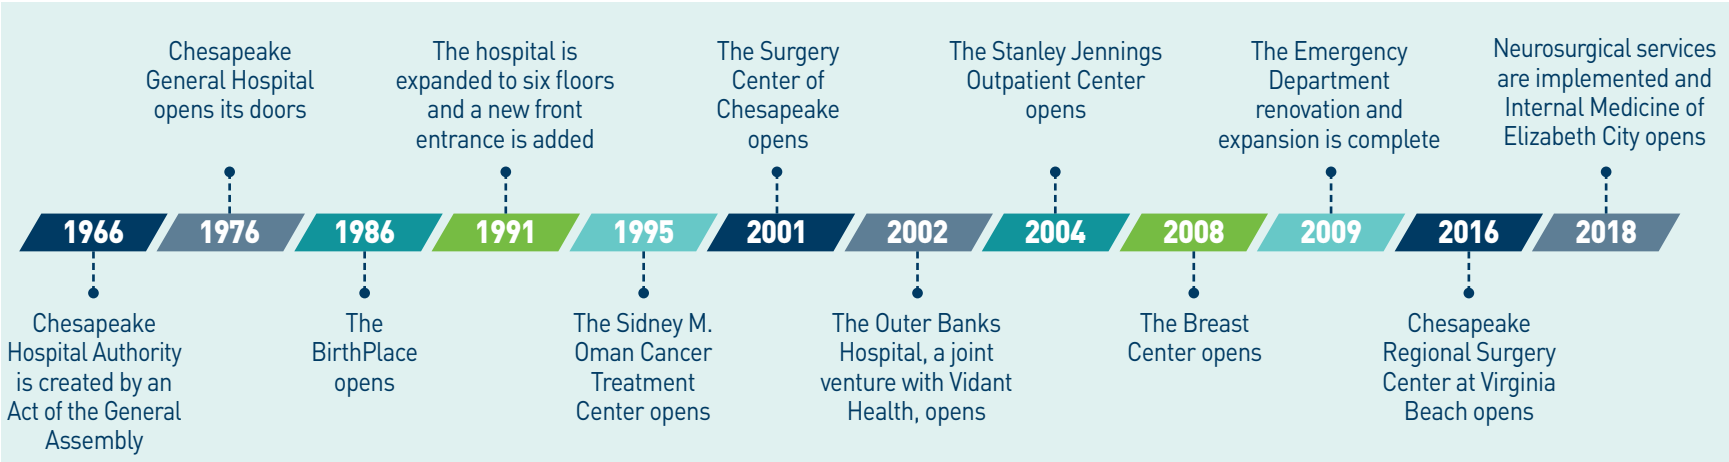 Chesapeake
General Hospital
opens its doors
The hospital is
expanded to six floors
and a new front
entrance is added
The Surgery
Center of
Chesapeake
opens
The Stanley Jennings
Outpatient Center
opens
The Emergency
Department
renovation and
expansion is complete
Neurosurgical services
are implemented and
Internal Medicine of
Elizabeth City opens
1966 1976 1986 1991 1995 2001 2002 2004 2008 2009 2016 2018
Chesapeake
Hospital Authority
is created by an
Act of the General
Assembly
The
BirthPlace
opens
The Sidney M.
Oman Cancer
Treatment
Center opens
The Outer Banks
Hospital, a joint
venture with Vidant
Health, opens
The Breast
Center opens
Chesapeake
Regional Surgery
Center at Virginia
Beach opens